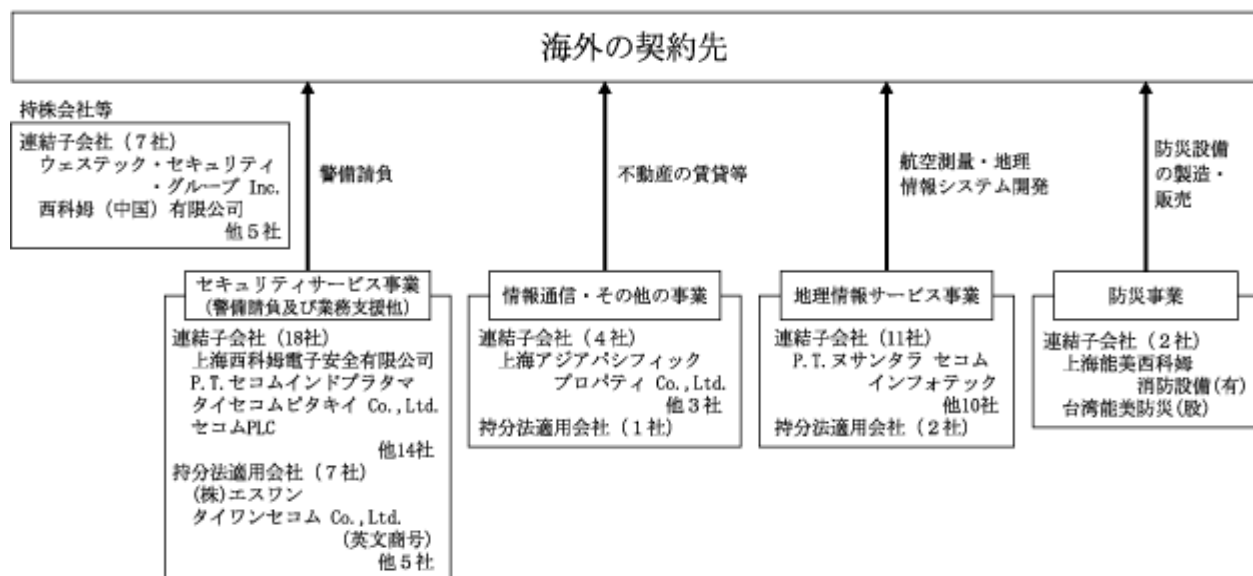 海外の契約先
持株会社等
連結子会社（７社）
ウェステック・セキュリティ
・グループ Inc.
西科姆（中国）有限公司
他５社
警備請負
不動産の賃貸等
航空測量・地理
情報システム開発
防災設備
の製造・
販売
セキュリティサービス事業
(警備請負及び業務支援他)
連結子会社（18社）
上海西科姆電子安全有限公司
P.T.セコムインドプラタマ
タイセコムピタキイ Co.,Ltd.
セコムPLC
他14社
持分法適用会社（７社）
(株)エスワン
タイワンセコム Co.,Ltd.
(英文商号)
他５社
情報通信・その他の事業
連結子会社（４社）
上海アジアパシフィック
プロパティ Co.,Ltd.
他３社
持分法適用会社（１社）
地理情報サービス事業
連結子会社（11社）
P.T.ヌサンタラ セコム
インフォテック
他10社
持分法適用会社（２社）
防災事業
連結子会社（２社）
上海能美西科姆
消防設備(有)
台湾能美防災(股)